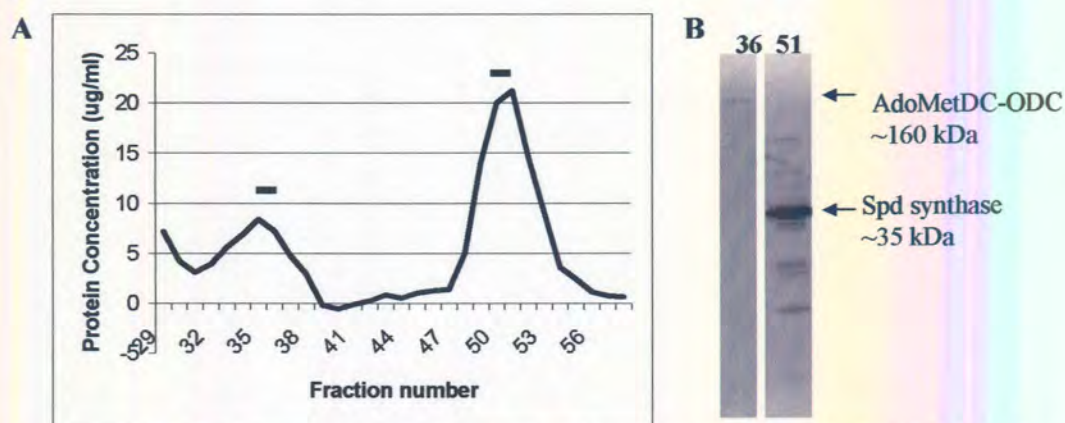 A
25
20
15
10
5
0
-5
Protein Concentration (ug/ml)
29
32
35
38
41
44
47
50
53
56
Fraction number
B
36 51
AdoMetDC-ODC
~160 kDa
Spd synthase
~35 kDa